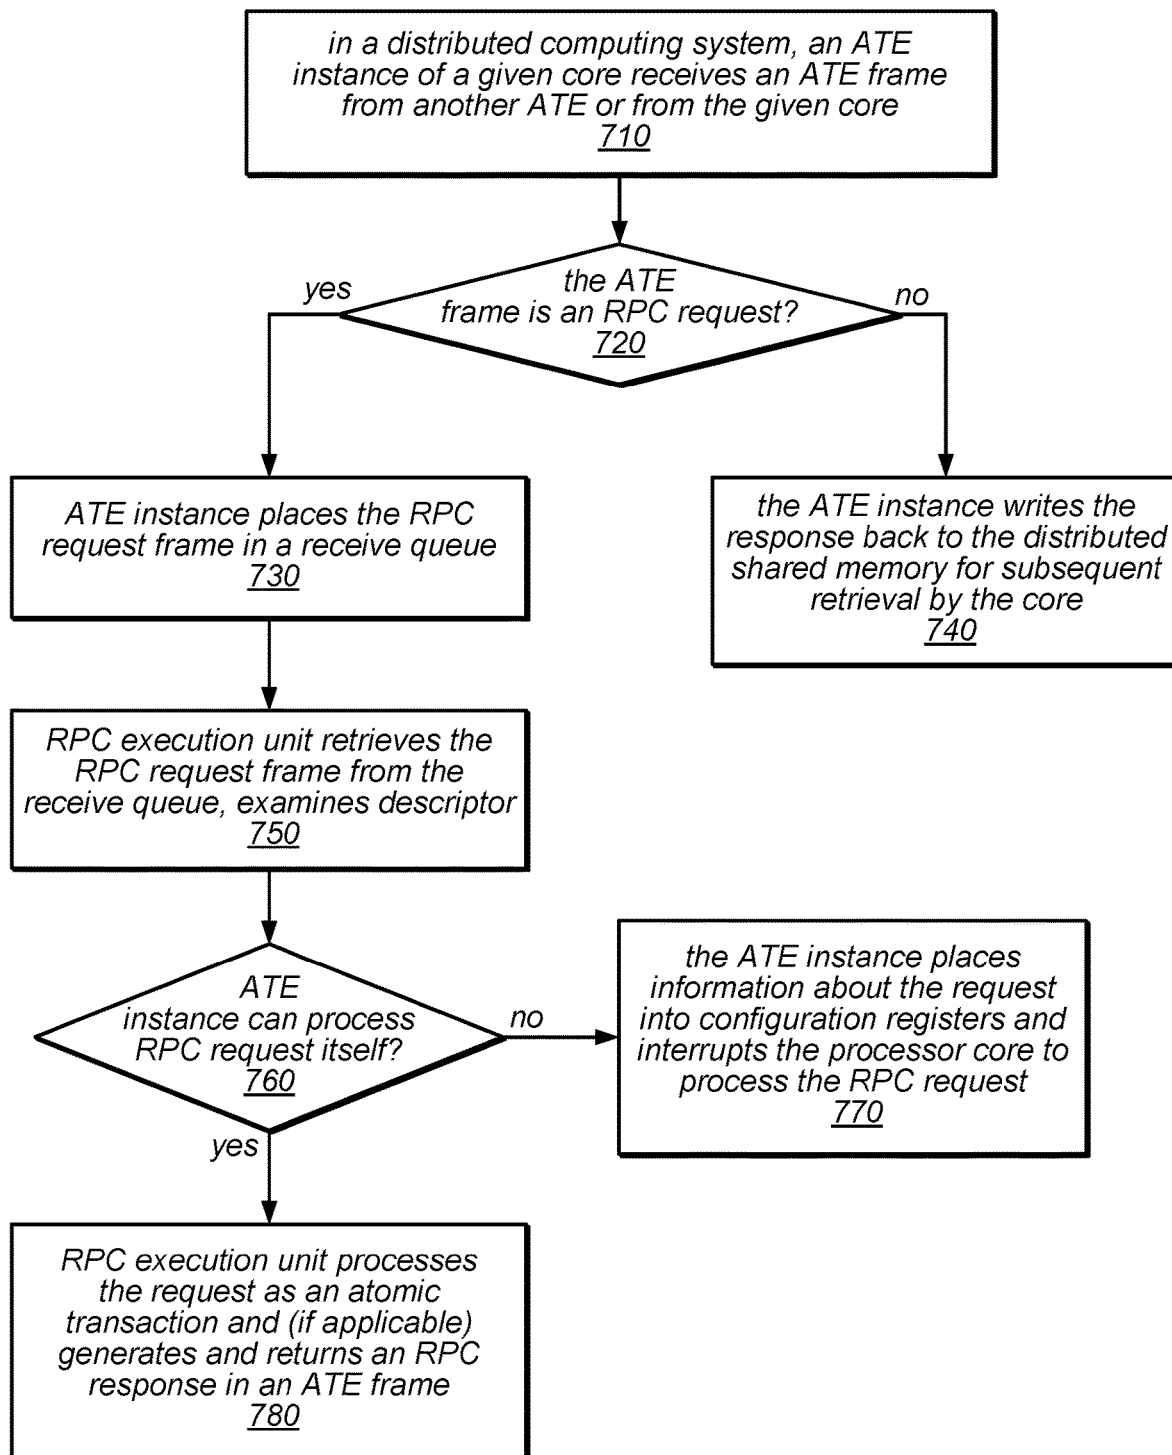 in a distributed computing system, an ATE
instance of a given core receives an ATE frame
from another ATE or from the given core
710
the ATE
frame is an RPC request?
720
yes
no
ATE instance places the RPC
request frame in a receive queue
730
the ATE instance writes the
response back to the distributed
shared memory for subsequent
retrieval by the core
740
RPC execution unit retrieves the
RPC request frame from the
receive queue, examines descriptor
750
ATE
instance can process
RPC request itself?
760
no
yes
the ATE instance places
information about the request
into configuration registers and
interrupts the processor core to
process the RPC request
770
RPC execution unit processes
the request as an atomic
transaction and (if applicable)
generates and returns an RPC
response in an ATE frame
780